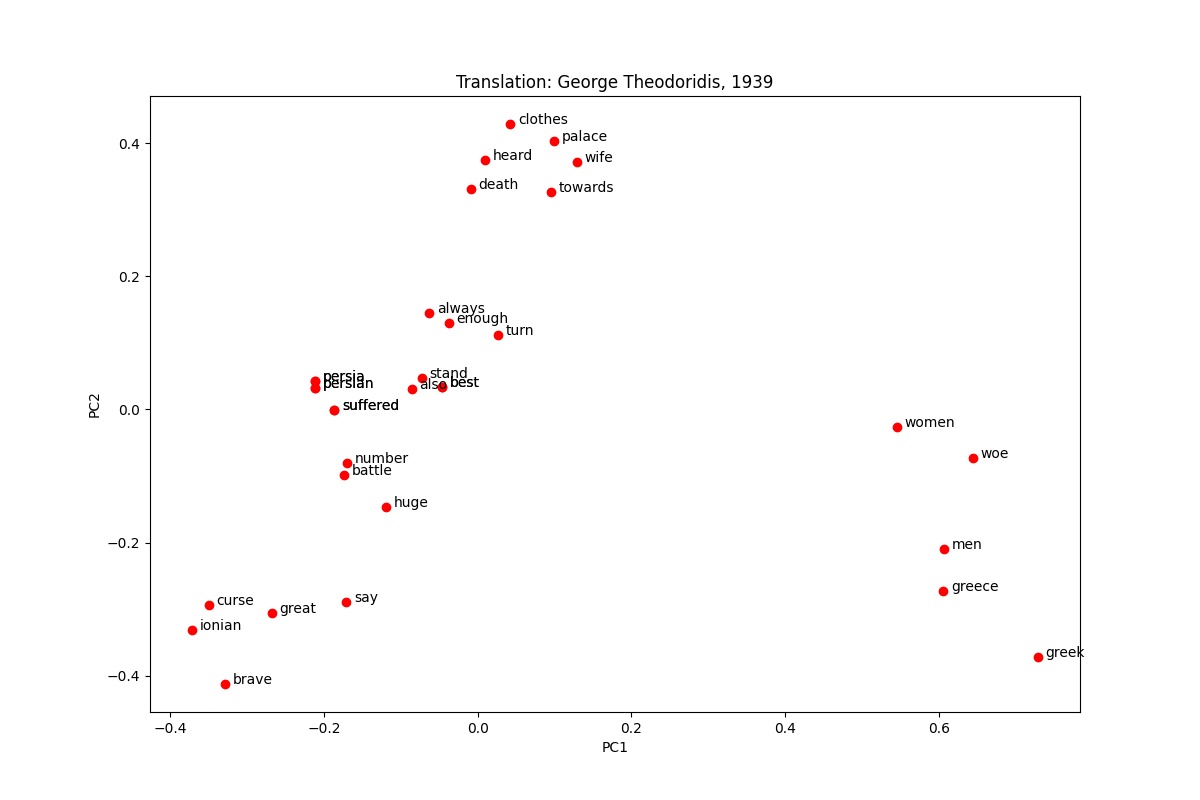 Translation: George Theodoridis, 1939
clothes
0.4
palace
heard
wife
death
towards
0.2
always
enough
turn
persia
persian
stand
also
best
0.0
suffered
PC2
women
woe
number
battle
huge
−0.2
men
greece
curse
say
great
ionian
greek
−0.4
brave
−0.4 −0.2 0.0 0.2 0.4 0.6
PC1